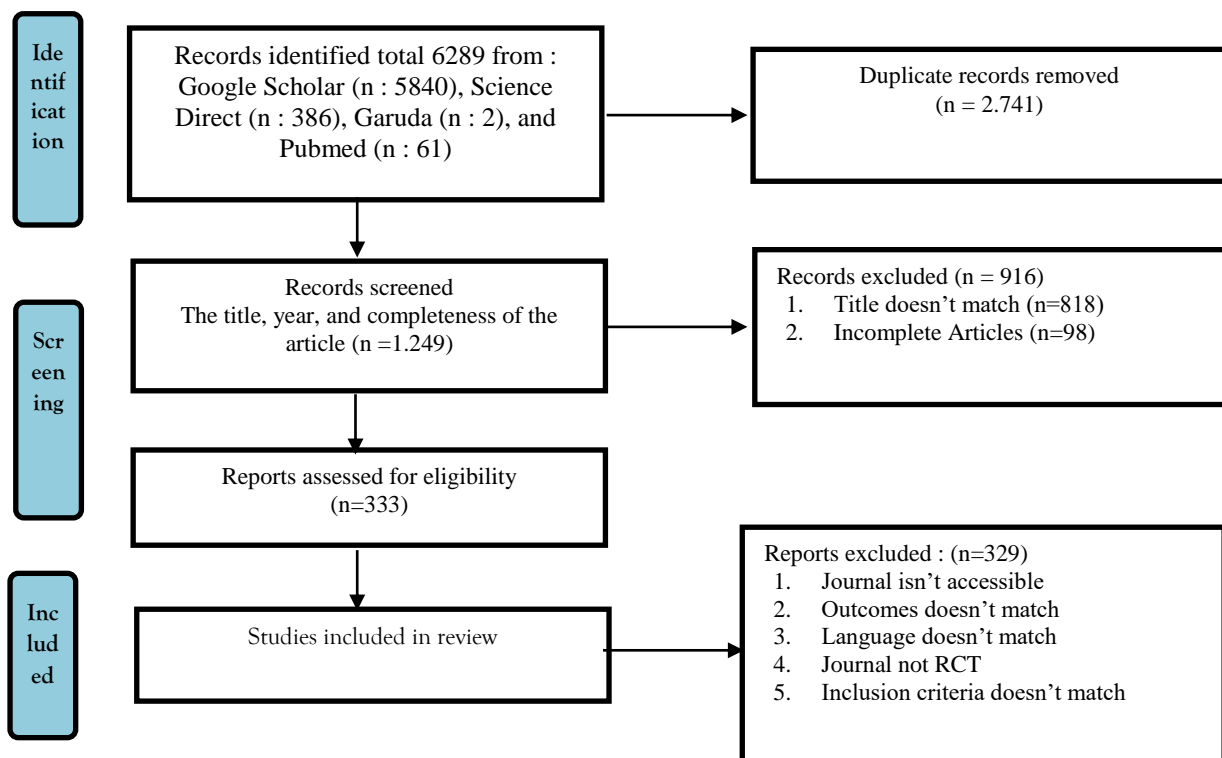 Ide
ntif
icat
ion
Records identified total 6289 from :
Google Scholar (n : 5840), Science
Direct (n : 386), Garuda (n : 2), and
Pubmed (n : 61)
Duplicate records removed
(n = 2.741)
Scr
een
ing
Records screened
The title, year, and completeness of the
article (n =1.249)
Records excluded (n = 916)
1. Title doesn’t match (n=818)
2. Incomplete Articles (n=98)
Reports assessed for eligibility
(n=333)
Inc
lud
ed
Studies included in review
Reports excluded : (n=329)
1. Journal isn’t accessible
2. Outcomes doesn’t match
3. Language doesn’t match
4. Journal not RCT
5. Inclusion criteria doesn’t match